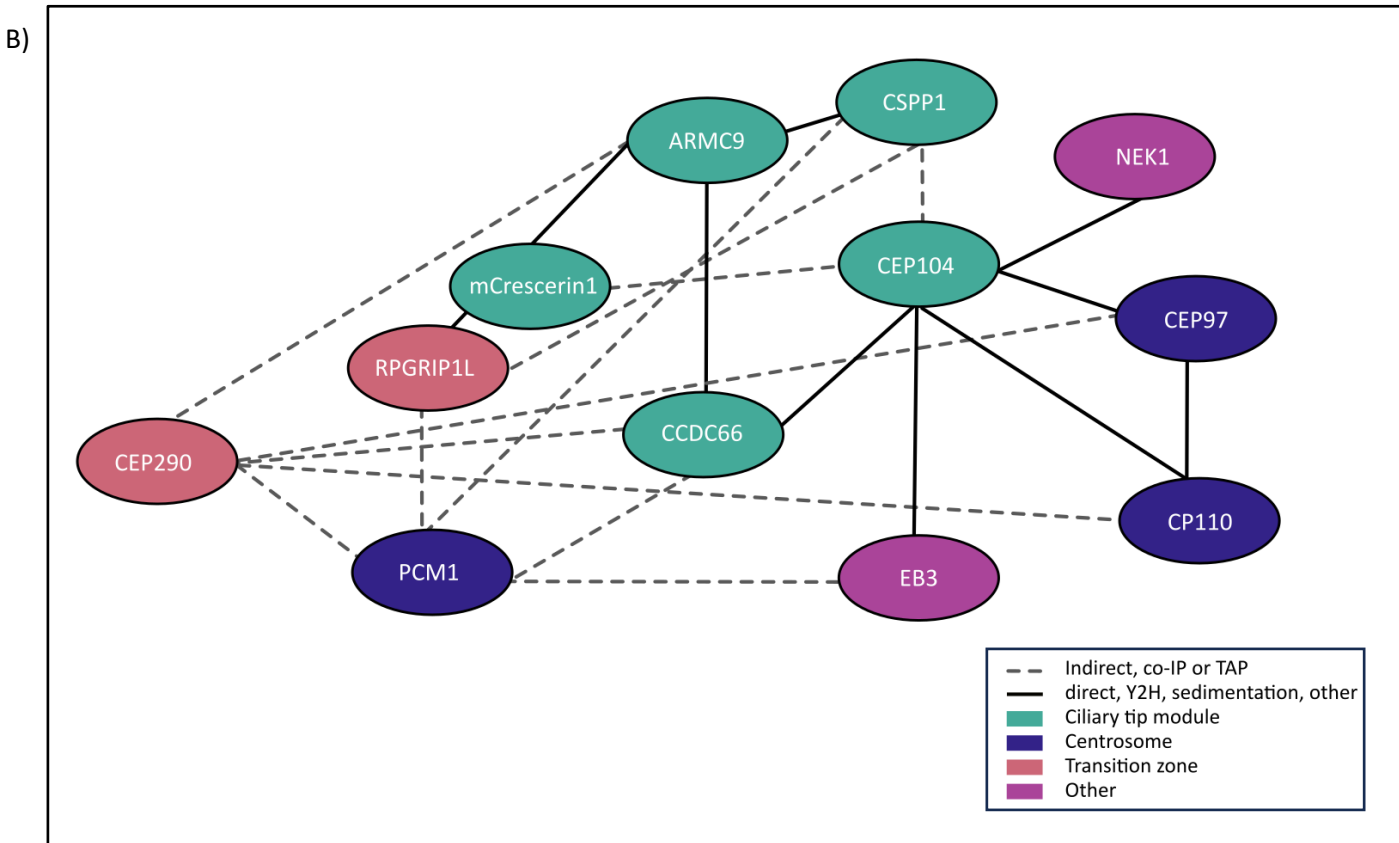 B)
CSPP1
ARMC9
NEK1
CEP104
mCrescerin1
CEP97
RPGRIP1L
CCDC66
CEP290
CP110
PCM1
EB3
Indirect, co-IP or TAP
direct, Y2H, sedimentation, other
Ciliary tip module
Centrosome
Transition zone
Other